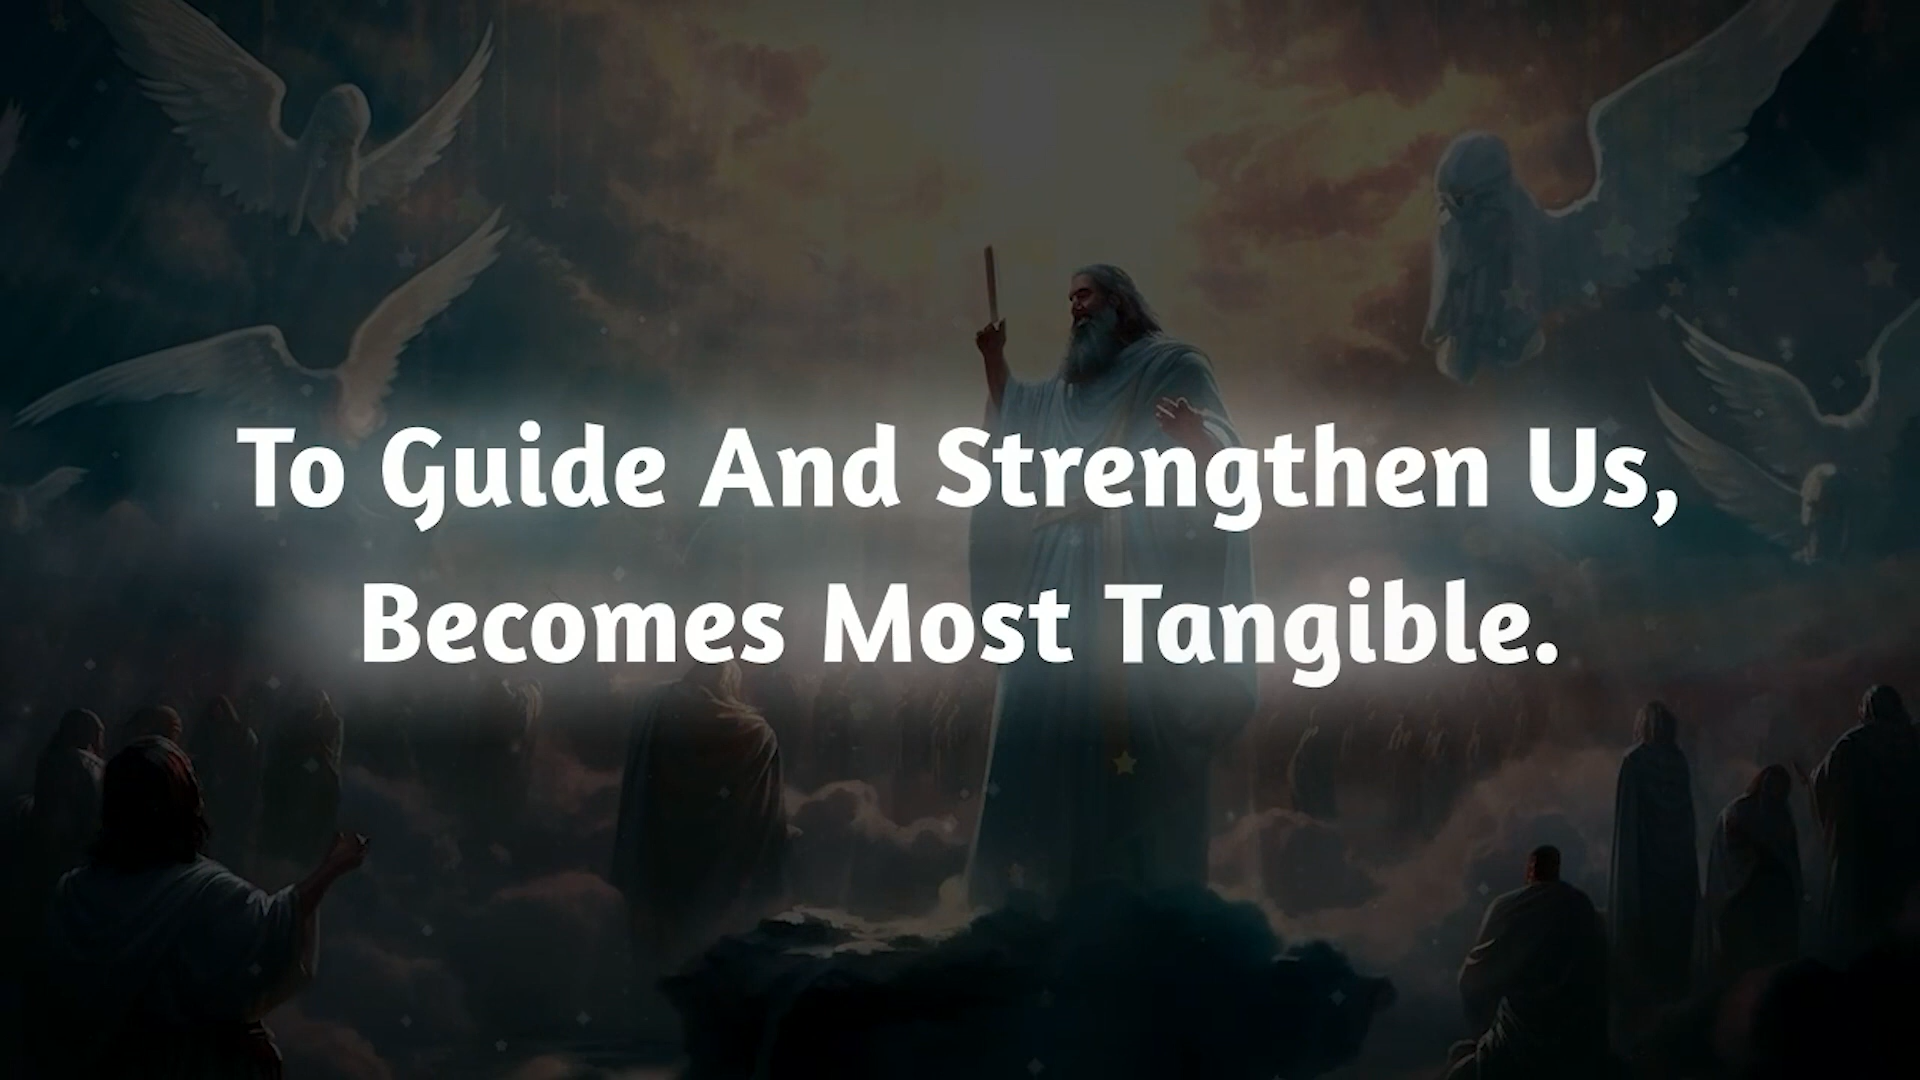 To Guide And Strengthen Us,
Becomes Most Tangible.